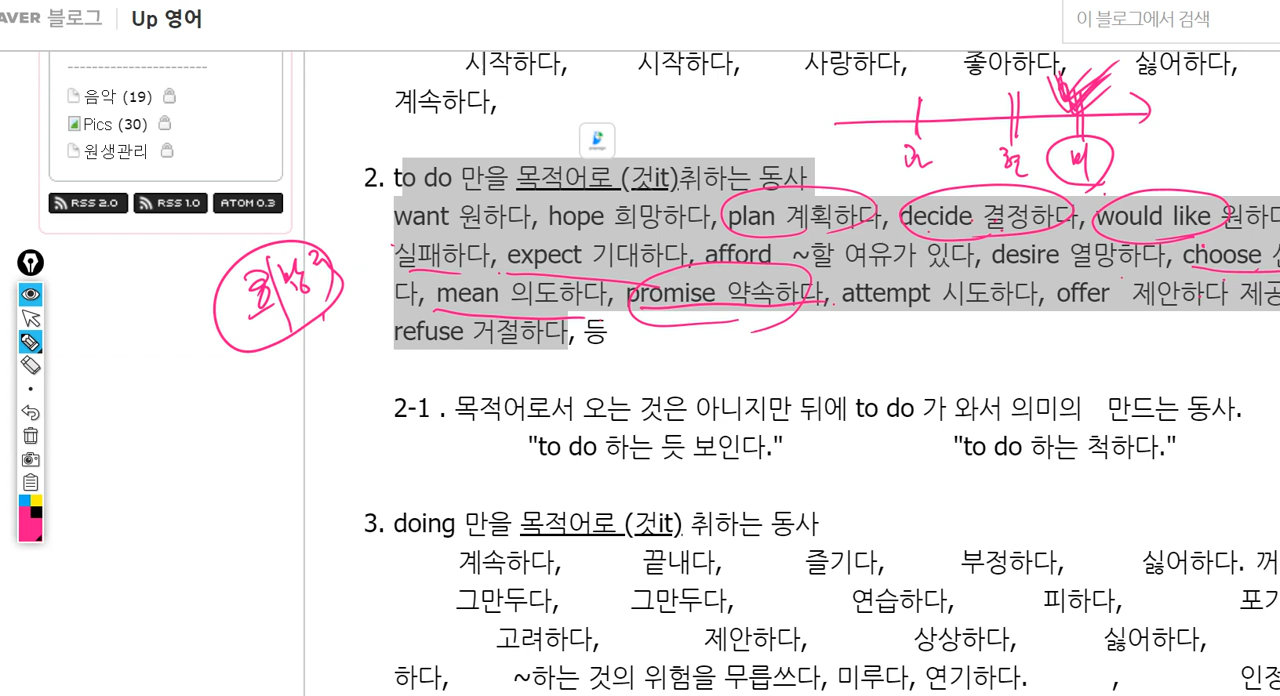 AVER 블로그 Up 영어 이 블로그에서 검색
음악 (19)
Pics (30)
원생관리
RSS 2.0 RSS 1.0 ATOM 0.3
시작하다, 시작하다, 사랑하다, 좋아하다, 싫어하다,
계속하다,
과 현 미
2. to do 만을 목적어로 (것it)취하는 동사
want 원하다, hope 희망하다, plan 계획하다, decide 결정하다, would like 원하다
실패하다, expect 기대하다, afford ~할 여유가 있다, desire 열망하다, choose 선
다, mean 의도하다, promise 약속하다, attempt 시도하다, offer 제안하다 제공
refuse 거절하다, 등
2-1 . 목적어로서 오는 것은 아니지만 뒤에 to do 가 와서 의미의 만드는 동사.
"to do 하는 듯 보인다." "to do 하는 척하다."
3. doing 만을 목적어로 (것it) 취하는 동사
계속하다, 끝내다, 즐기다, 부정하다, 싫어하다. 꺼
그만두다, 그만두다, 연습하다, 피하다, 포기
고려하다, 제안하다, 상상하다, 싫어하다,
하다, ~하는 것의 위험을 무릅쓰다, 미루다, 연기하다. , 인정